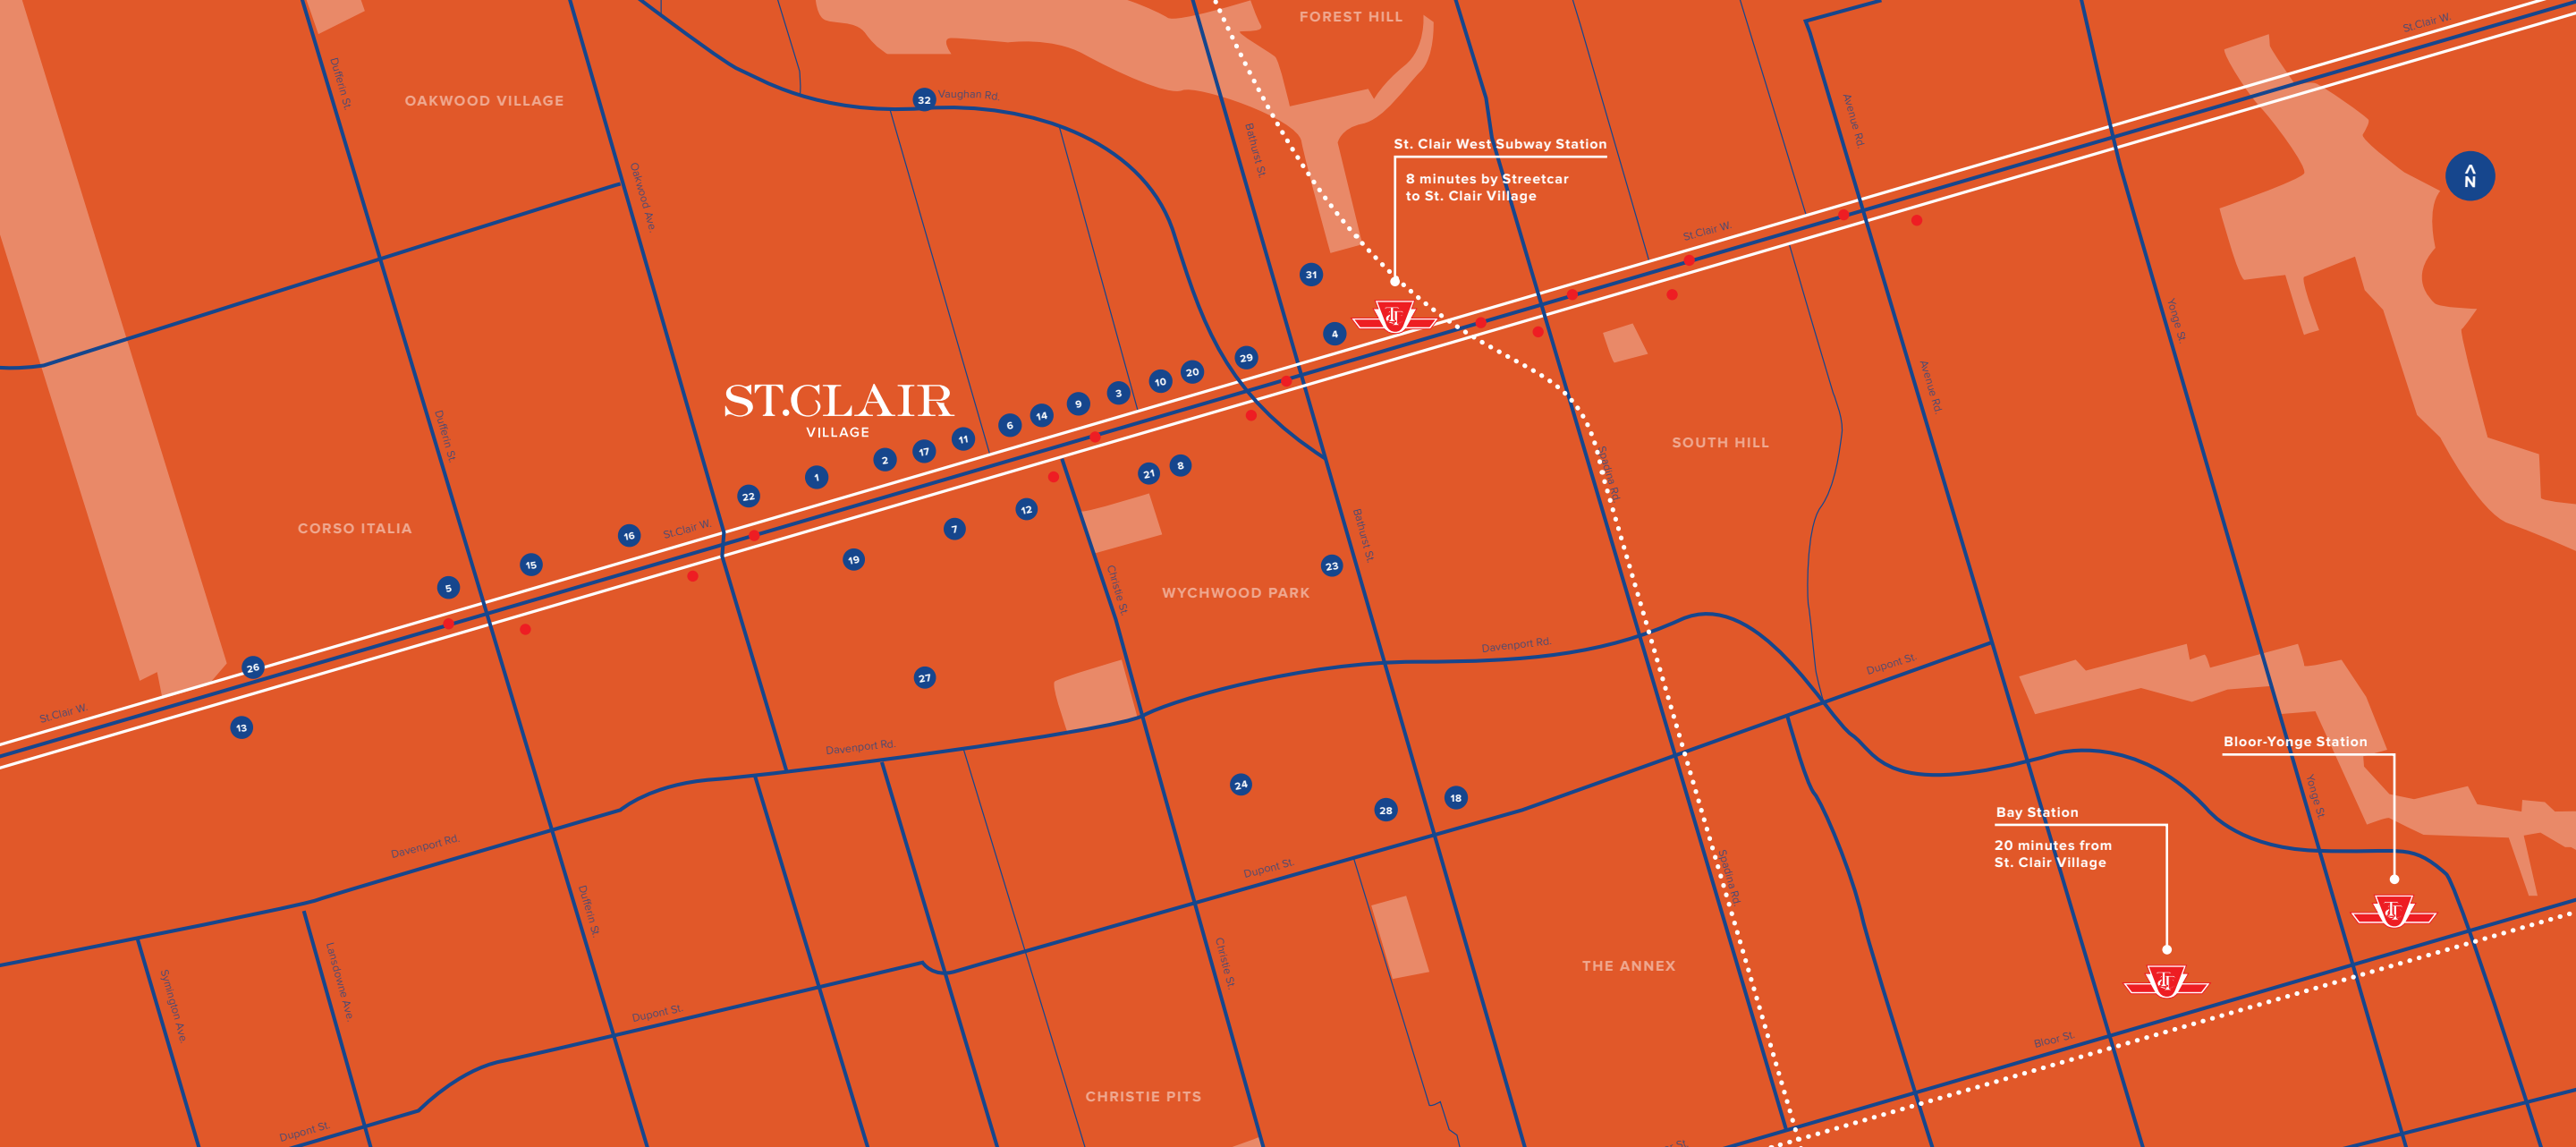 FOREST HILL
St.Clair W.
Dufferin St.
OAKWOOD VILLAGE
32
Vaughan Rd.
Bathurst St.
Avenue Rd.
St. Clair West Subway Station
8 minutes by Streetcar
to St. Clair Village
^
N
Oakwood Ave.
St.Clair W.
31
4
29
20
10
3
9
14
6
11
17
2
1
22
ST.CLAIR
VILLAGE
Yonge St.
Avenue Rd.
Dufferin St.
SOUTH HILL
Spadina Rd.
21
8
12
7
19
CORSO ITALIA
St.Clair W.
16
15
5
Bathurst St.
23
Christie St.
WYCHWOOD PARK
Davenport Rd.
Dupont St.
26
27
St.Clair W.
13
Davenport Rd.
Bloor-Yonge Station
Yonge St.
24
28
18
Bay Station
20 minutes from
St. Clair Village
Davenport Rd.
Dupont St.
Spadina Rd.
Dufferin St.
Symington Ave.
Lansdowne Ave.
Christie St.
THE ANNEX
Dupont St.
Bloor St.
CHRISTIE PITS
Dupont St.